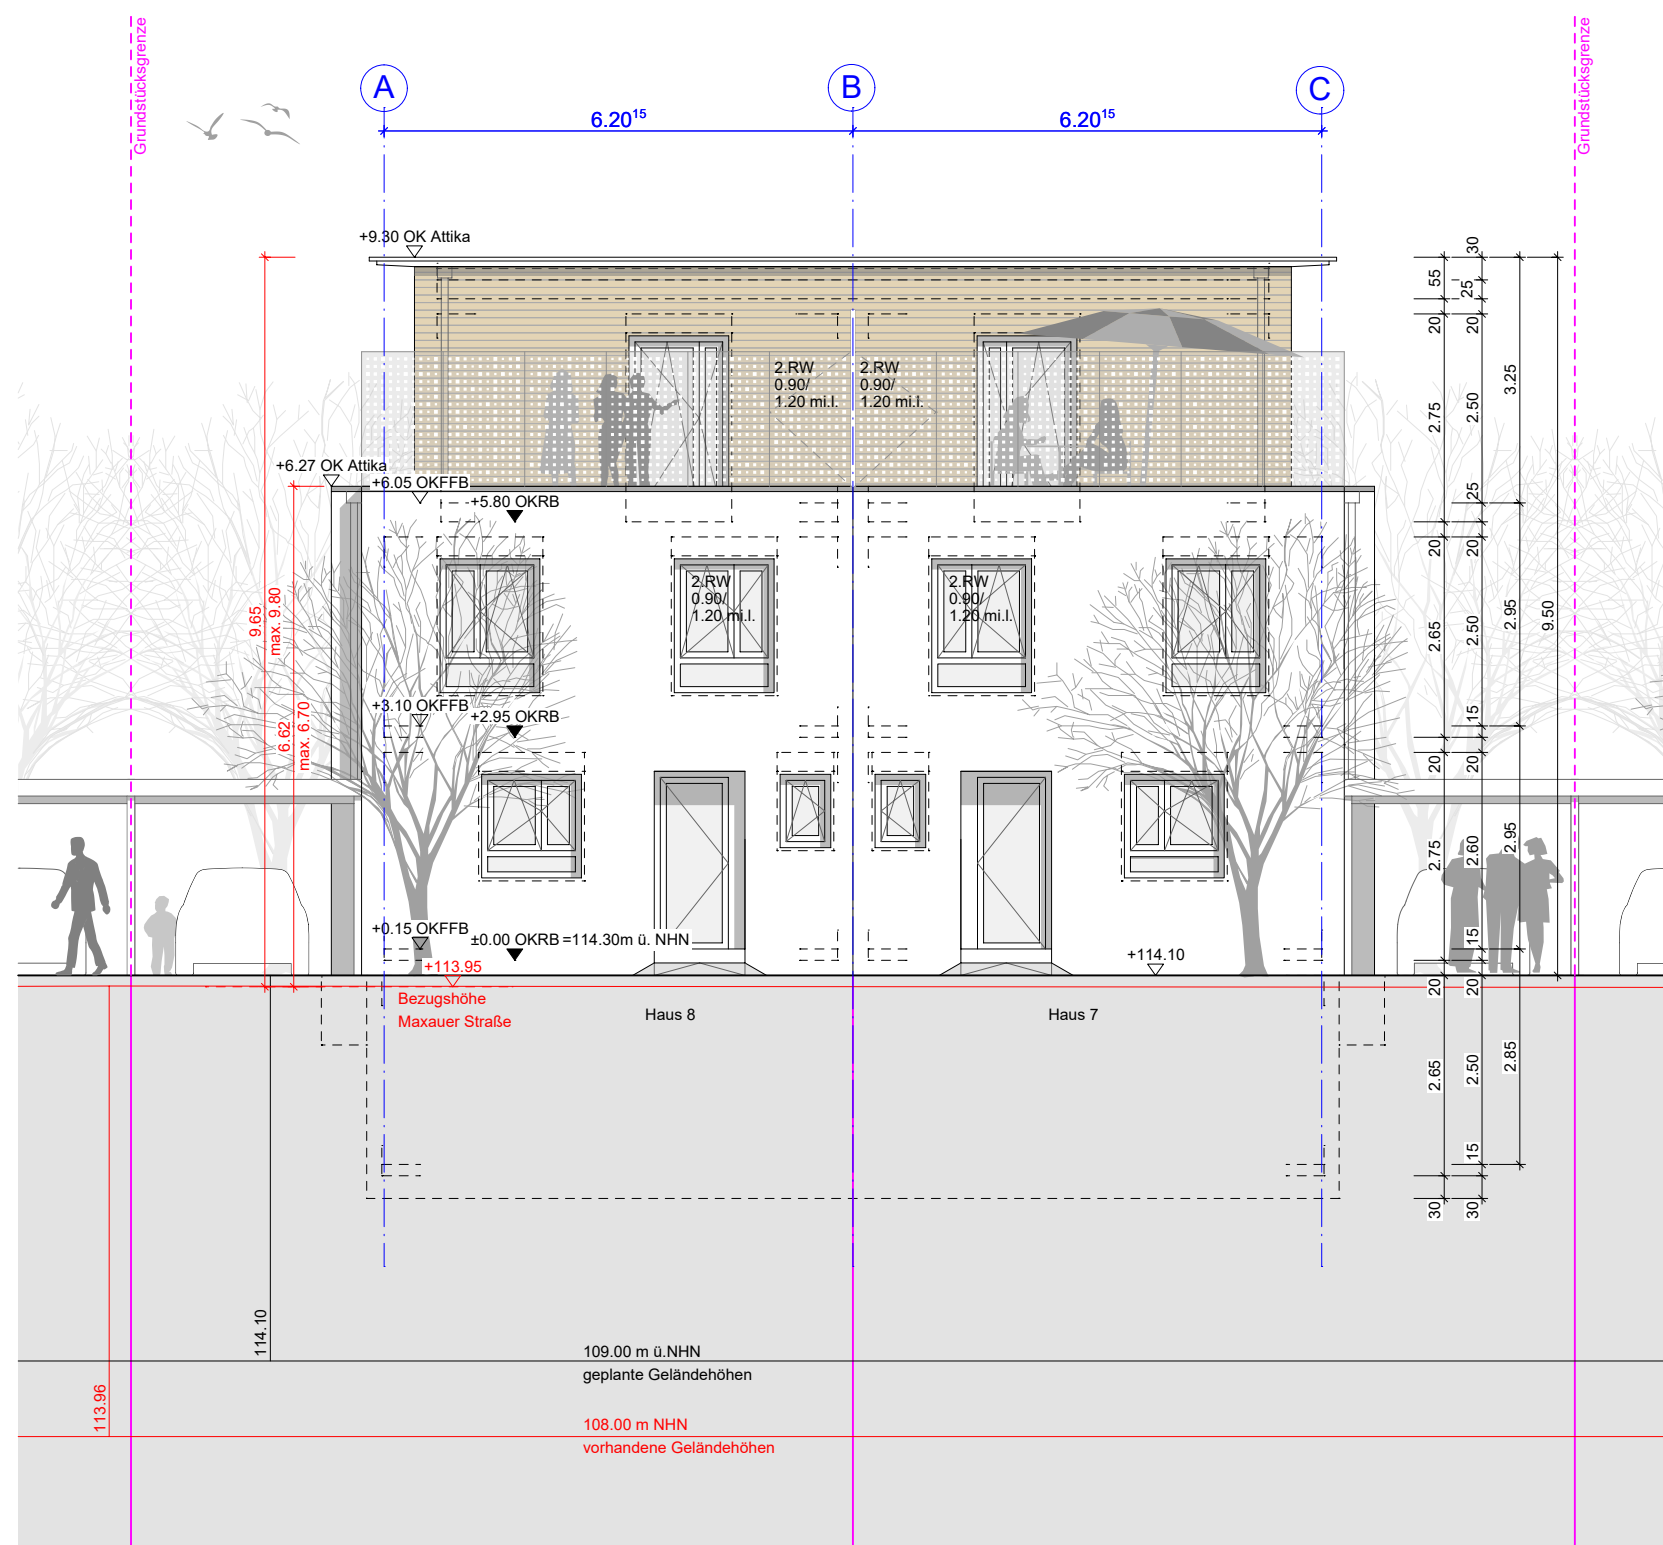 Grundstücksgrenze
Grundstücksgrenze
A
B
C
6.20¹⁵
6.20¹⁵
+9.30 OK Attika
2.RW
0.90/
1.20 mi.l.
2.RW
0.90/
1.20 mi.l.
+6.27 OK Attika
+6.05 OKFFB
+5.80 OKRB
2.RW
0.90/
1.20 mi.l.
2.RW
0.90/
1.20 mi.l.
9.65
max. 9.80
6.62
max. 6.70
+3.10 OKFFB
+2.95 OKRB
+0.15 OKFFB
±0.00 OKRB =114.30m ü. NHN
+114.10
+113.95
Bezugshöhe
Maxauer Straße
Haus 8
Haus 7
55
20
2.75
20
2.65
20
2.75
20
2.65
30
30
25
20
2.50
25
20
2.50
15
20
2.60
15
20
2.50
15
30
3.25
2.95
2.95
2.85
9.50
114.10
109.00 m ü.NHN
geplante Geländehöhen
113.96
108.00 m NHN
vorhandene Geländehöhen